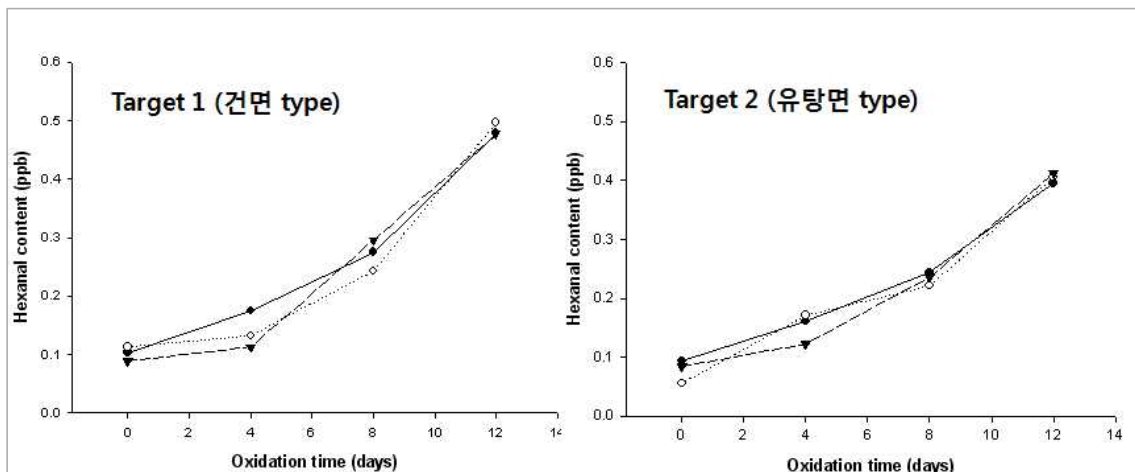 Target 1 (건면 type)
Hexanal content (ppb)
0.6
0.5
0.4
0.3
0.2
0.1
0.0
0 2 4 6 8 10 12 14
Oxidation time (days)
Target 2 (유탕면 type)
Hexanal content (ppb)
0.6
0.5
0.4
0.3
0.2
0.1
0.0
0 2 4 6 8 10 12 14
Oxidation time (days)